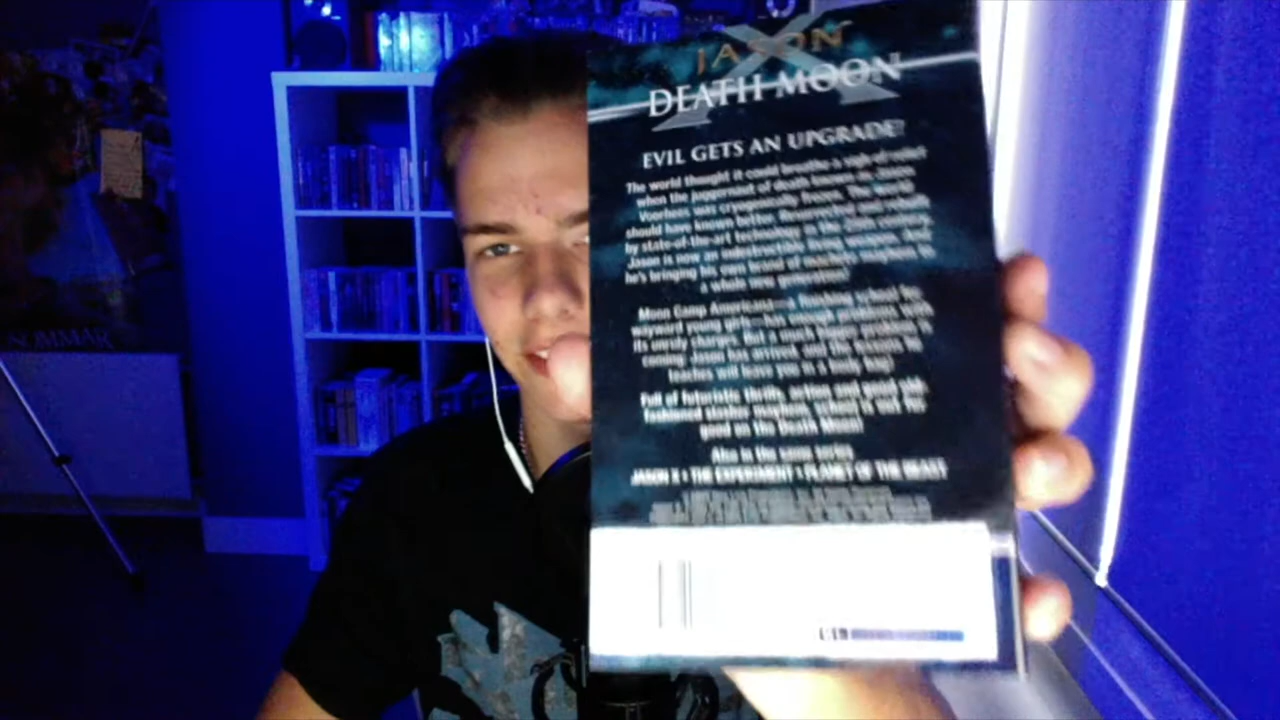 JASON X
DEATH MOON
EVIL GETS AN UPGRADE!
The world thought it could breathe a sigh of relief
when the juggernaut of death known as Jason
Voorhees was cryogenically frozen. The world
should have known better. Resurrected and rebuilt
by state-of-the-art technology in the 25th century,
Jason is now an indestructible living weapon. And
he's bringing his own brand of machete mayhem to
a whole new generation!
Moon Camp Americana—a finishing school for
wayward young girls—has enough problems with
its unruly charges. But a much bigger problem is
coming. Jason has arrived, and the lessons he
teaches will leave you in a body bag!
Full of futuristic thrills, action and good old-
fashioned slasher mayhem, school is out for
good on the Death Moon!
Also in the same series
JASON X • THE EXPERIMENT • PLANET OF THE BEAST